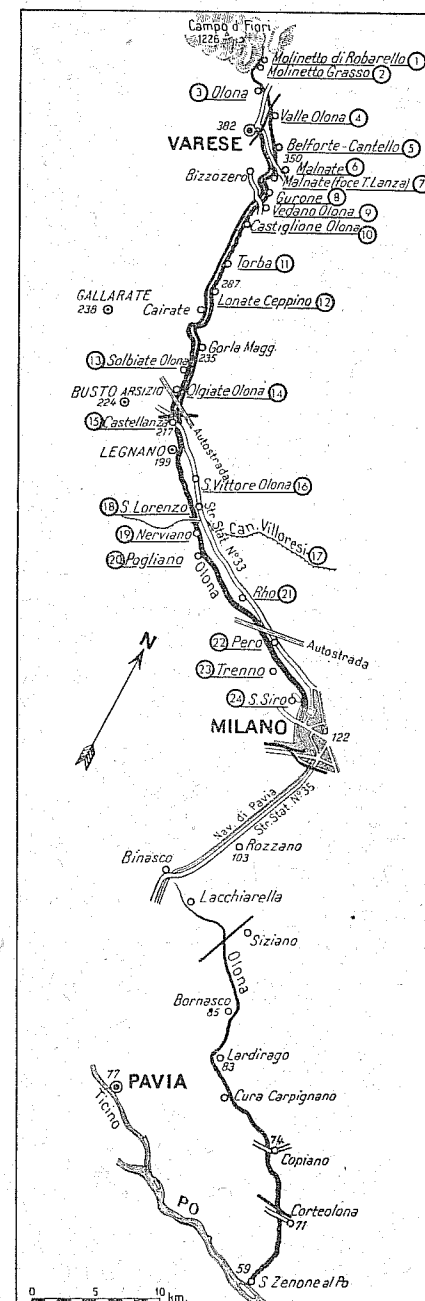 Campo d Fiori
1226
Molinetto di Robarello 1
Molinetto Grasso 2
3 Olona
Valle Olona 4
382
VARESE
Belforte-Cantello 5
350
Malnate 6
Bizzozero
Malnate (foce T. Lanza) 7
Gurone 8
Vedano Olona 9
Castiglione Olona 10
Torba 11
287
Lonate Ceppino 12
GALLARATE
238
Cairate
Gorla Magg.
235
13 Solbiate Olona
BUSTO ARSIZIO
224
Olgiate Olona 14
15 Castellanza
217
Autostrada
LEGNANO
199
S. Vittore Olona 16
18 S. Lorenzo
Str. Stat. N° 33
Can. Villoresi 17
19 Nerviano
20 Pogliano
Olona
Rho 21
22 Pero
Autostrada
23 Trenno
24 S. Siro
N
MILANO
122
Nav. di Pavia
Str. Stat. N° 35
Rozzano
103
Binasco
Lacchiarella
Siziano
Olona
Bornasco
85
Lardirago
83
77
PAVIA
Cura Carpignano
Ticino
74
Copiano
PO
Corteolona
71
59
S. Zenone al Po
0 10 km.